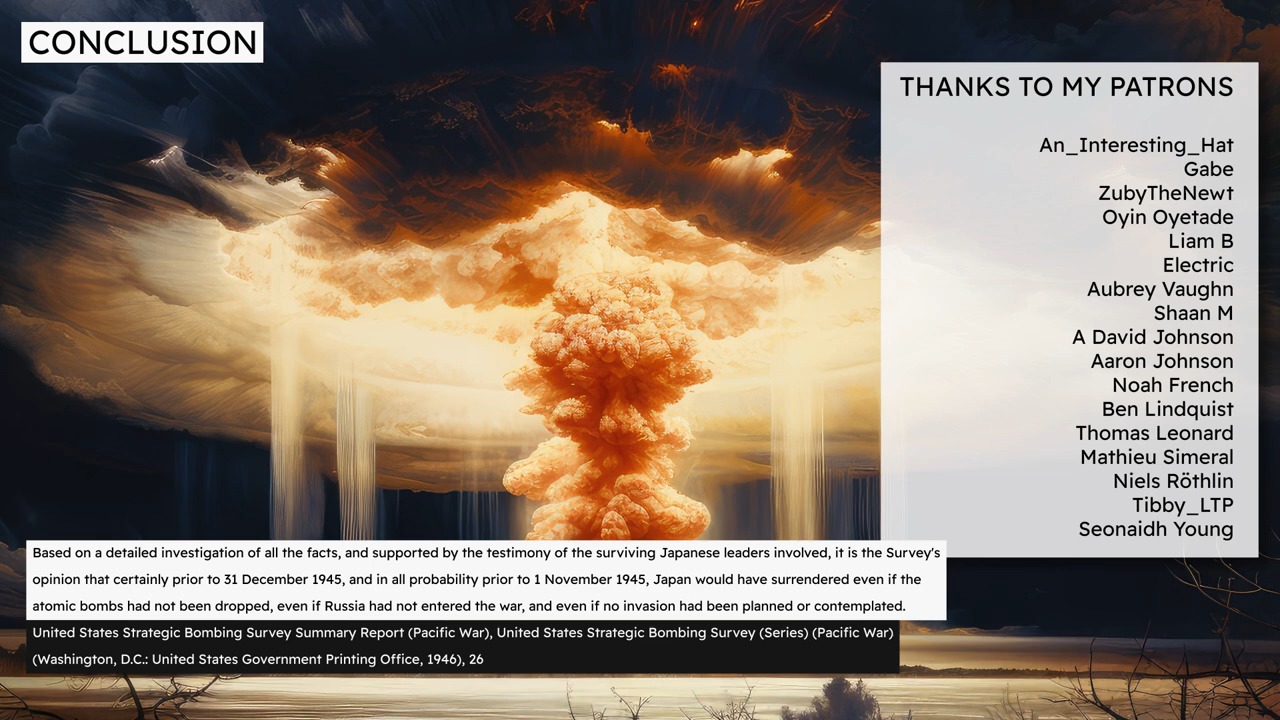 CONCLUSION
THANKS TO MY PATRONS
An_Interesting_Hat
Gabe
ZubyTheNewt
Oyin Oyetade
Liam B
Electric
Aubrey Vaughn
Shaan M
A David Johnson
Aaron Johnson
Noah French
Ben Lindquist
Thomas Leonard
Mathieu Simeral
Niels Röthlin
Tibby_LTP
Seonaidh Young
Based on a detailed investigation of all the facts, and supported by the testimony of the surviving Japanese leaders involved, it is the Survey's
opinion that certainly prior to 31 December 1945, and in all probability prior to 1 November 1945, Japan would have surrendered even if the
atomic bombs had not been dropped, even if Russia had not entered the war, and even if no invasion had been planned or contemplated.
United States Strategic Bombing Survey Summary Report (Pacific War), United States Strategic Bombing Survey (Series) (Pacific War)
(Washington, D.C.: United States Government Printing Office, 1946), 26